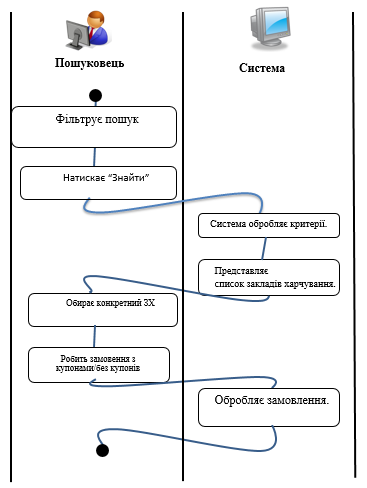 Пошуковець
Система
Фільтрує пошук
Натискає “Знайти”
Система обробляє критерії.
Представляє
список закладів харчування.
Обирає конкретний ЗХ
Робить замовення з
купонами/без купонів
Обробляє замовлення.